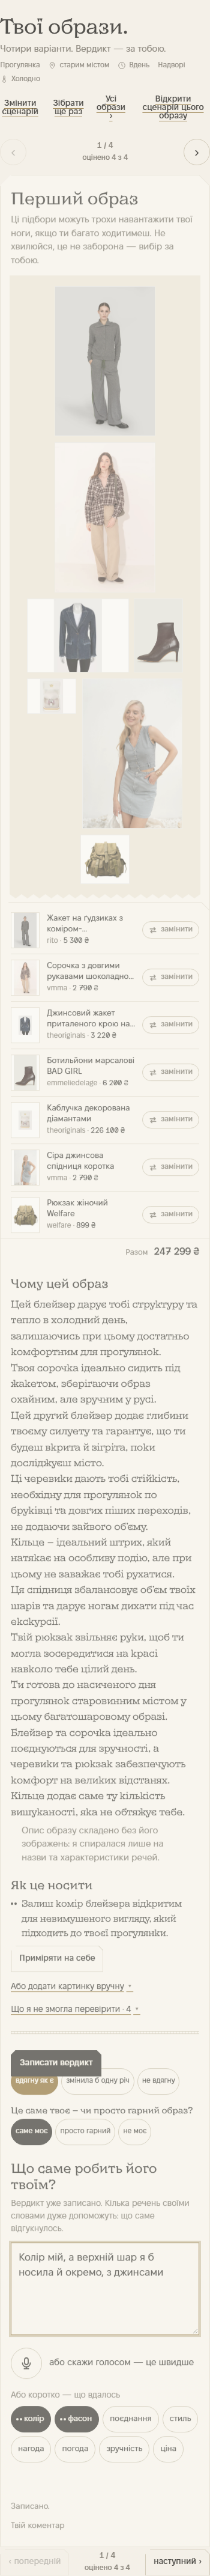 Твої образи.
Чотири варіанти. Вердикт — за тобою.
Прогулянка старим містом Вдень Надворі
Холодно
Змінити сценарій
Зібрати ще раз
Усі образи ›
Відкрити сценарій цього образу
‹
1 / 4
оцінено 4 з 4
›
Перший образ
Ці підбори можуть трохи навантажити твої
ноги, якщо ти багато ходитимеш. Не
хвилюйся, це не заборона — вибір за
тобою.
Жакет на ґудзиках з
коміром-...
rito · 5 300 ₴
замінити
Сорочка з довгими
рукавами шоколадно...
vmma · 2 790 ₴
замінити
Джинсовий жакет
приталеного крою на...
theoriginals · 3 220 ₴
замінити
Ботильйони марсалові
BAD GIRL
emmeliedelage · 6 200 ₴
замінити
Каблучка декорована
діамантами
theoriginals · 226 100 ₴
замінити
Сіра джинсова
спідниця коротка
vmma · 2 790 ₴
замінити
Рюкзак жіночий
Welfare
welfare · 899 ₴
замінити
Разом 247 299 ₴
Чому цей образ
Цей блейзер дарує тобі структуру та
тепло в холодний день,
залишаючись при цьому достатньо
комфортним для прогулянок.
Твоя сорочка ідеально сидить під
жакетом, зберігаючи образ
охайним, але зручним у русі.
Цей другий блейзер додає глибини
твоєму силуету та гарантує, що ти
будеш вкрита й зігріта, поки
досліджуєш місто.
Ці черевики дають тобі стійкість,
необхідну для прогулянок по
бруківці та довгих піших переходів,
не додаючи зайвого об'єму.
Кільце — ідеальний штрих, який
натякає на особливу подію, але при
цьому не заважає тобі рухатися.
Ця спідниця збалансовує об'єм твоїх
шарів та дарує ногам дихати під час
екскурсії.
Твій рюкзак звільняє руки, щоб ти
могла зосередитися на красі
навколо тебе цілий день.
Ти готова до насиченого дня
прогулянок старовинним містом у
цьому багатошаровому образі.
Блейзер та сорочка ідеально
поєднуються для зручності, а
черевики та рюкзак забезпечують
комфорт на великих відстанях.
Кільце додає саме ту кількість
вишуканості, яка не обтяжує тебе.
Опис образу складено без його
зображень: я спиралася лише на
назви та характеристики речей.
Як це носити
Залиш комір блейзера відкритим
для невимушеного вигляду, який
підходить до твоєї прогулянки.
Приміряти на себе
Або додати картинку вручну
Що я не змогла перевірити · 4
Записати вердикт
вдягну як є
змінила б одну річ
не вдягну
Це саме твоє — чи просто гарний образ?
саме моє
просто гарний
не моє
Що саме робить його
твоїм?
Вердикт уже записано. Кілька речень своїми
словами дуже допоможуть: що саме
відгукнулось.
Колір мій, а верхній шар я б
носила й окремо, з джинсами
або скажи голосом — це швидше
Або коротко — що вдалось
колір
фасон
поєднання
стиль
нагода
погода
зручність
ціна
Записано.
Твій коментар
‹ попередній
1 / 4
оцінено 4 з 4
наступний ›